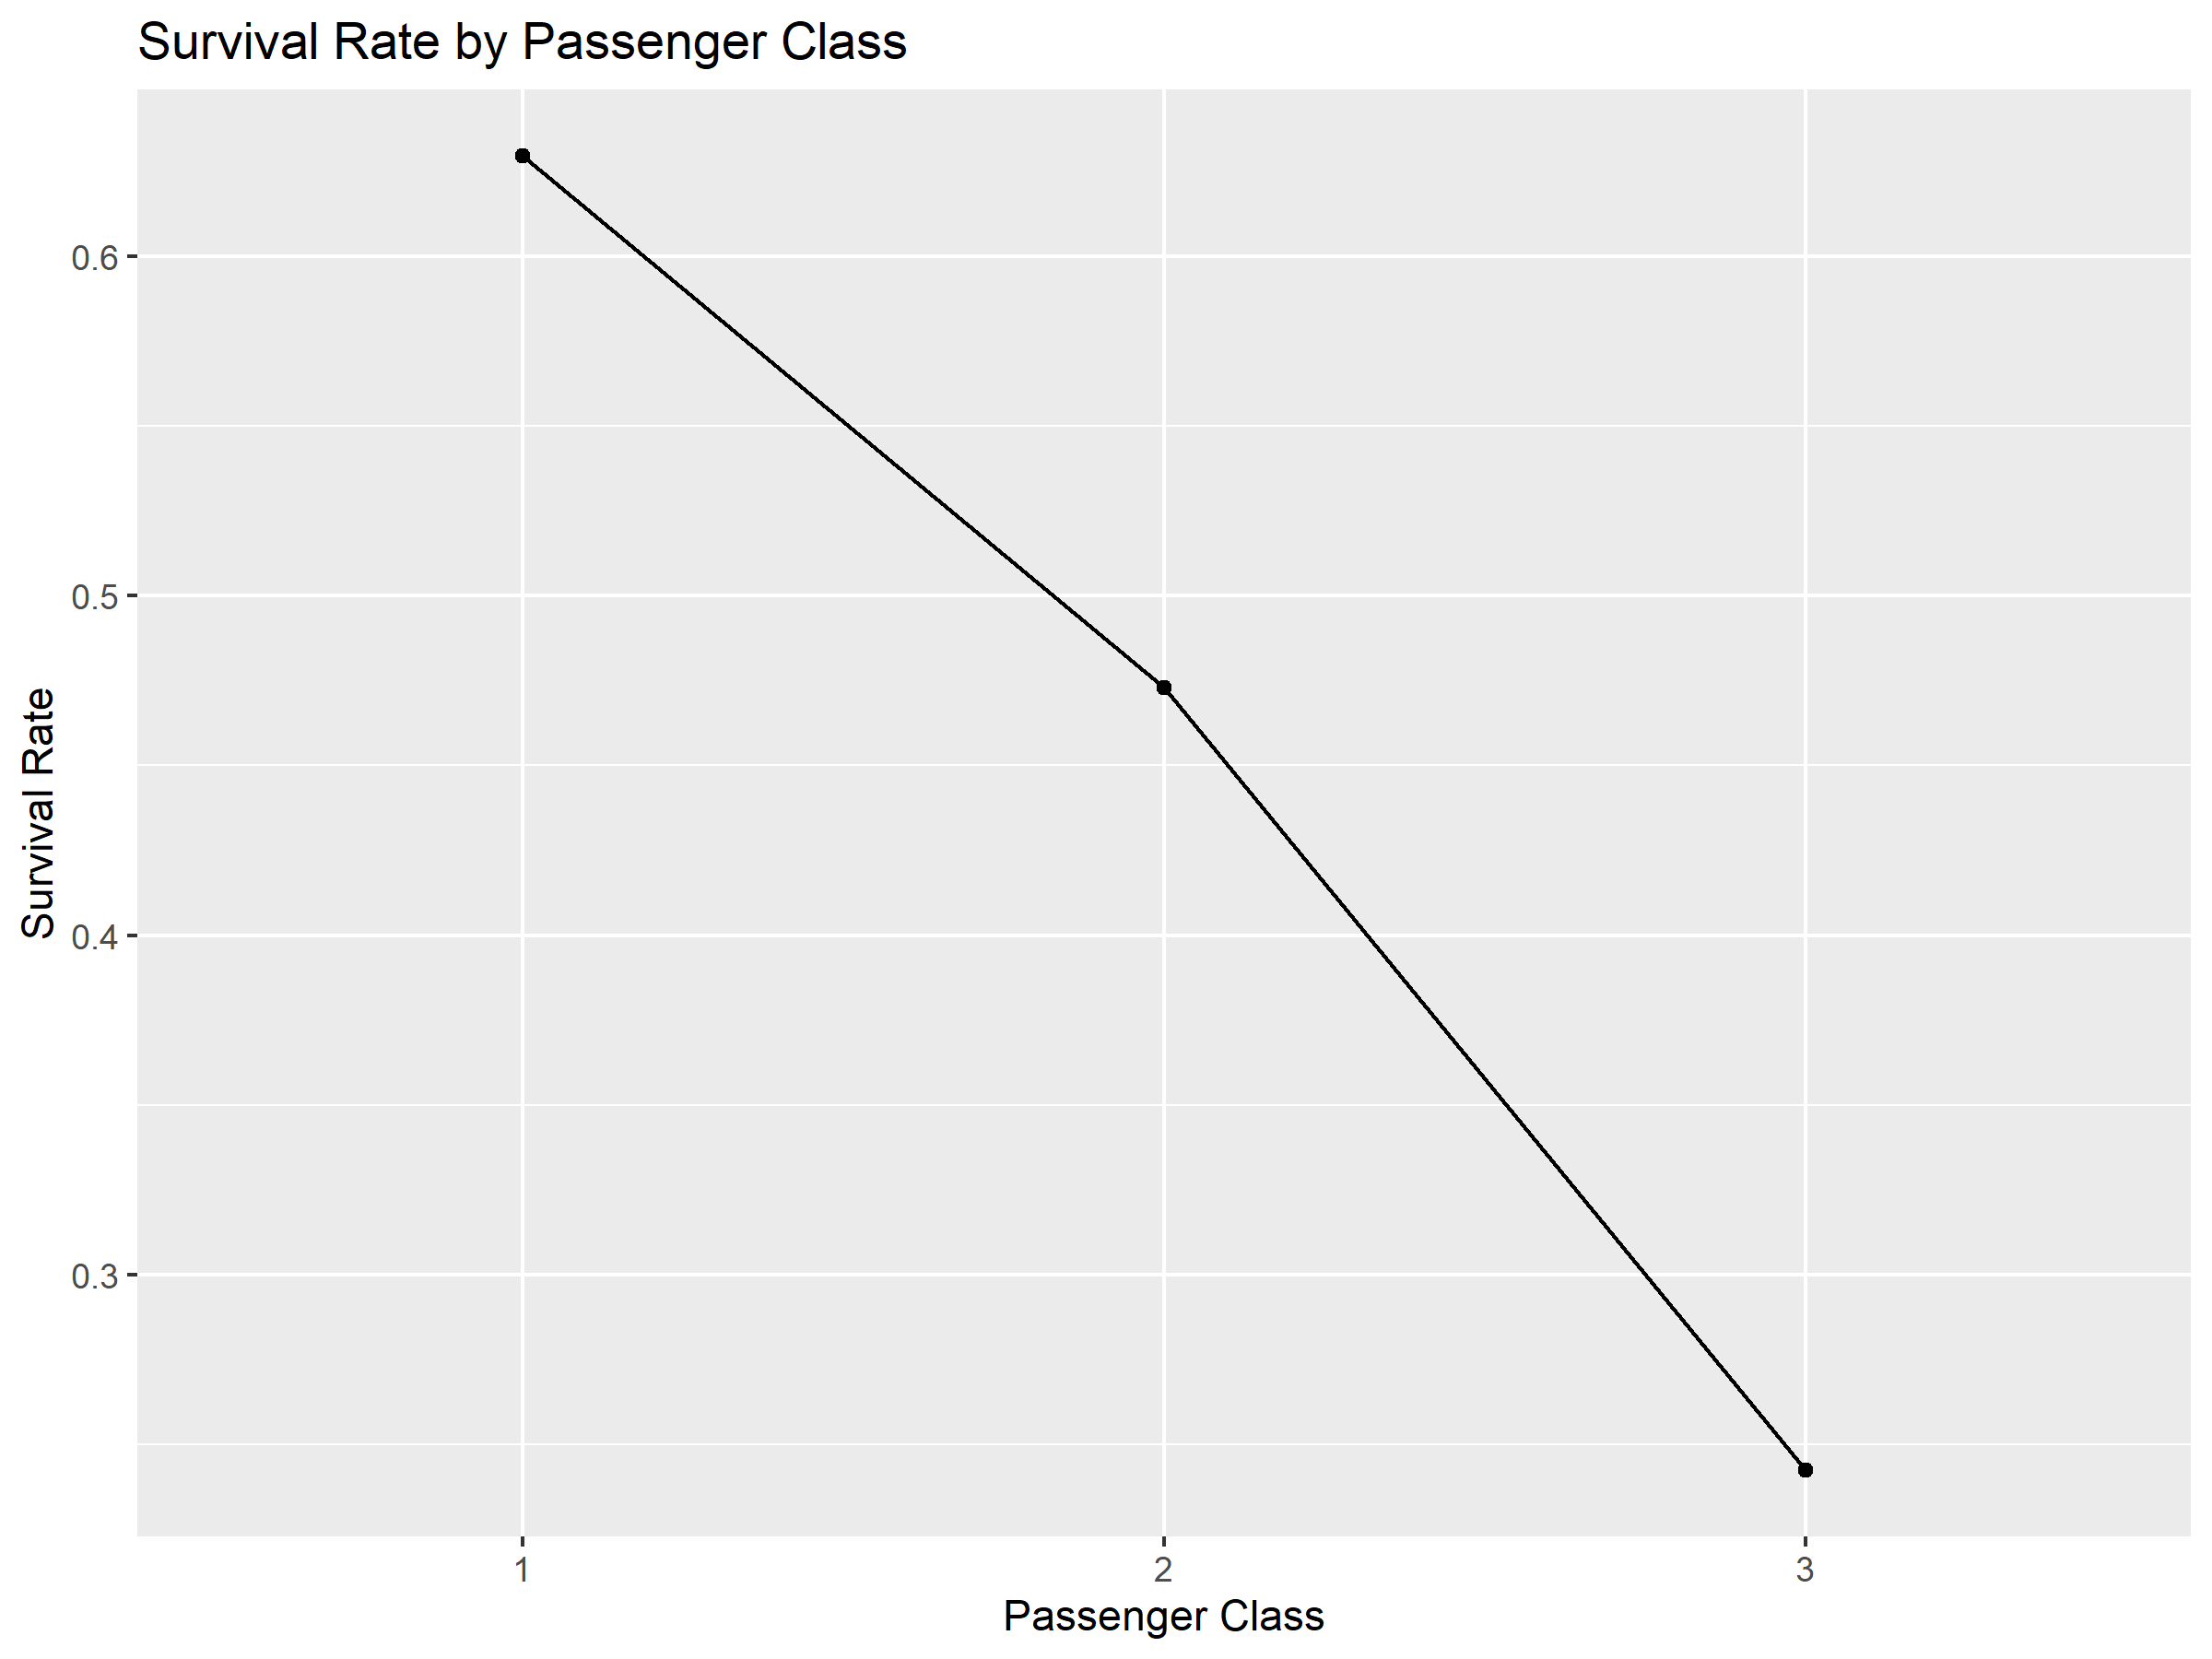 Survival Rate by Passenger Class
0.6
0.5
0.4
0.3
Survival Rate
1 2 3
Passenger Class